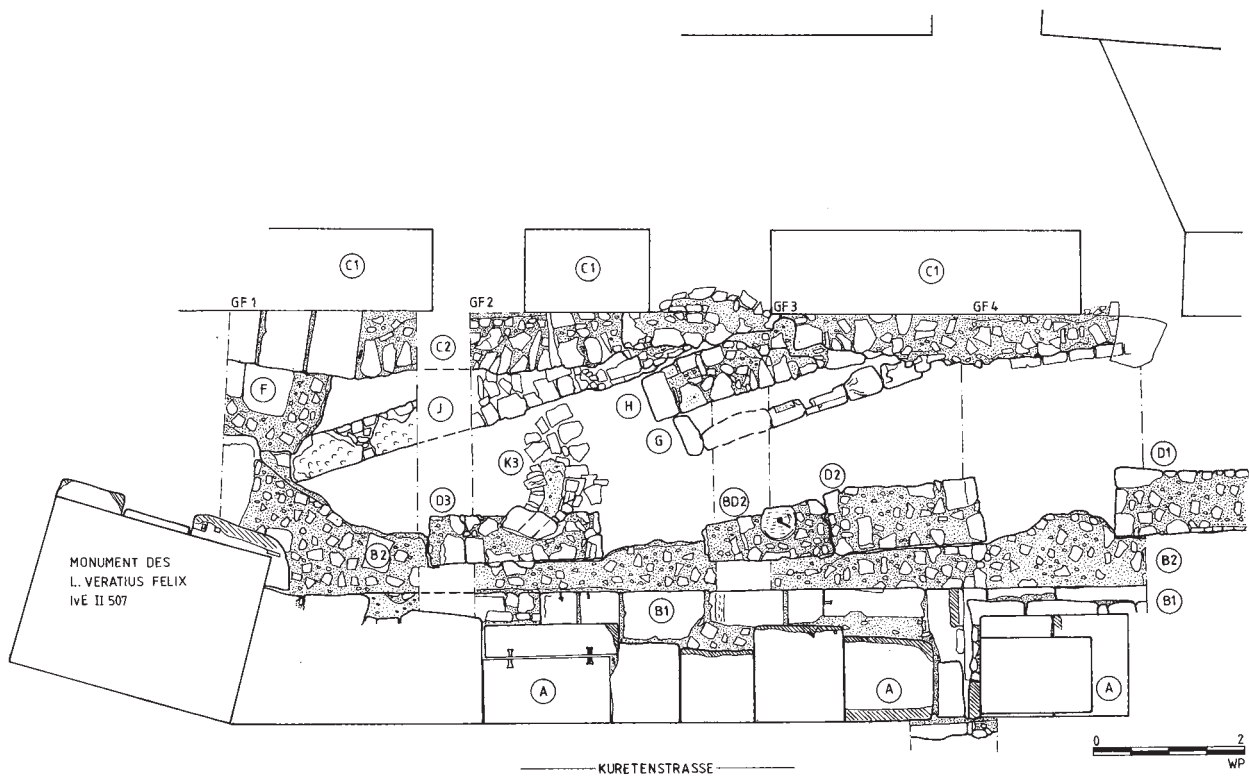 C1
C1
C1
GF 1
GF 2
GF 3
GF 4
C2
F
J
H
G
K3
D1
D3
BD2
D2
B2
B2
B1
B1
MONUMENT DES
L. VERATIUS FELIX
IvE II 507
A
A
A
0 2
WP
KURETENSTRASSE